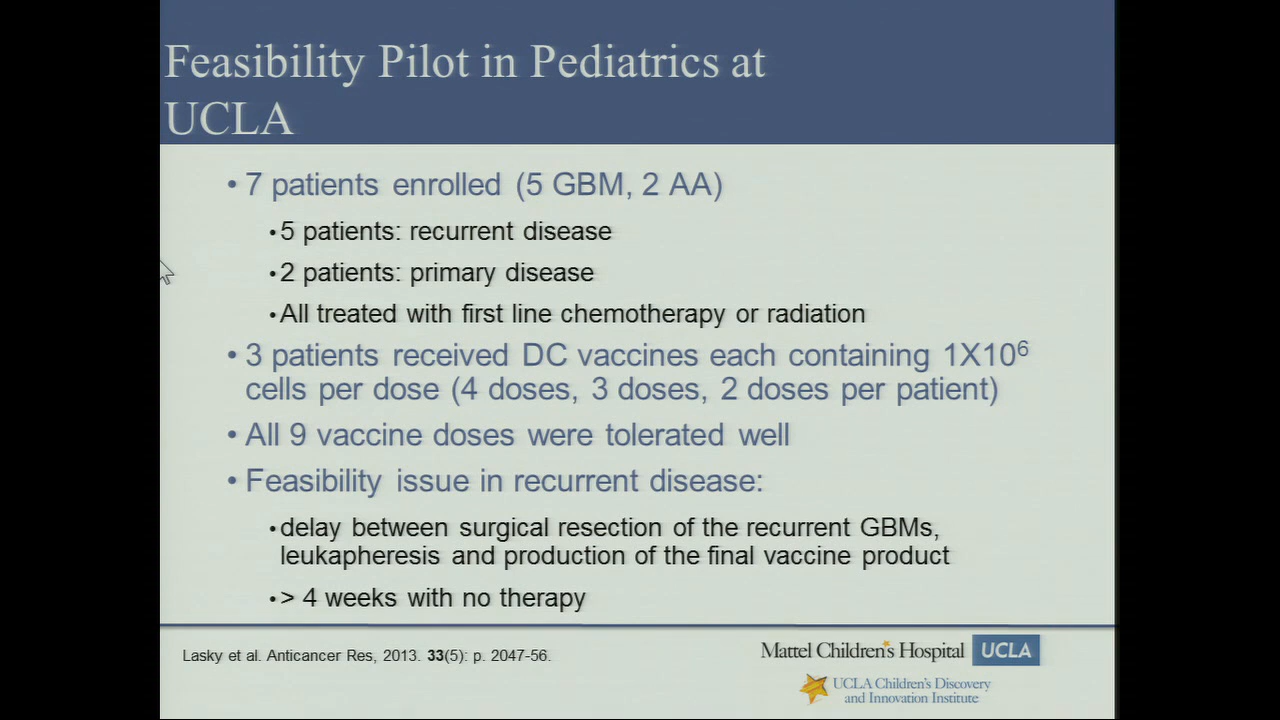 Feasibility Pilot in Pediatrics at
UCLA
• 7 patients enrolled (5 GBM, 2 AA)
• 5 patients: recurrent disease
• 2 patients: primary disease
• All treated with first line chemotherapy or radiation
• 3 patients received DC vaccines each containing 1X10⁶
cells per dose (4 doses, 3 doses, 2 doses per patient)
• All 9 vaccine doses were tolerated well
• Feasibility issue in recurrent disease:
• delay between surgical resection of the recurrent GBMs,
leukapheresis and production of the final vaccine product
• > 4 weeks with no therapy
Lasky et al. Anticancer Res, 2013. 33(5): p. 2047-56.
Mattel Children's Hospital UCLA
UCLA Children's Discovery
and Innovation Institute